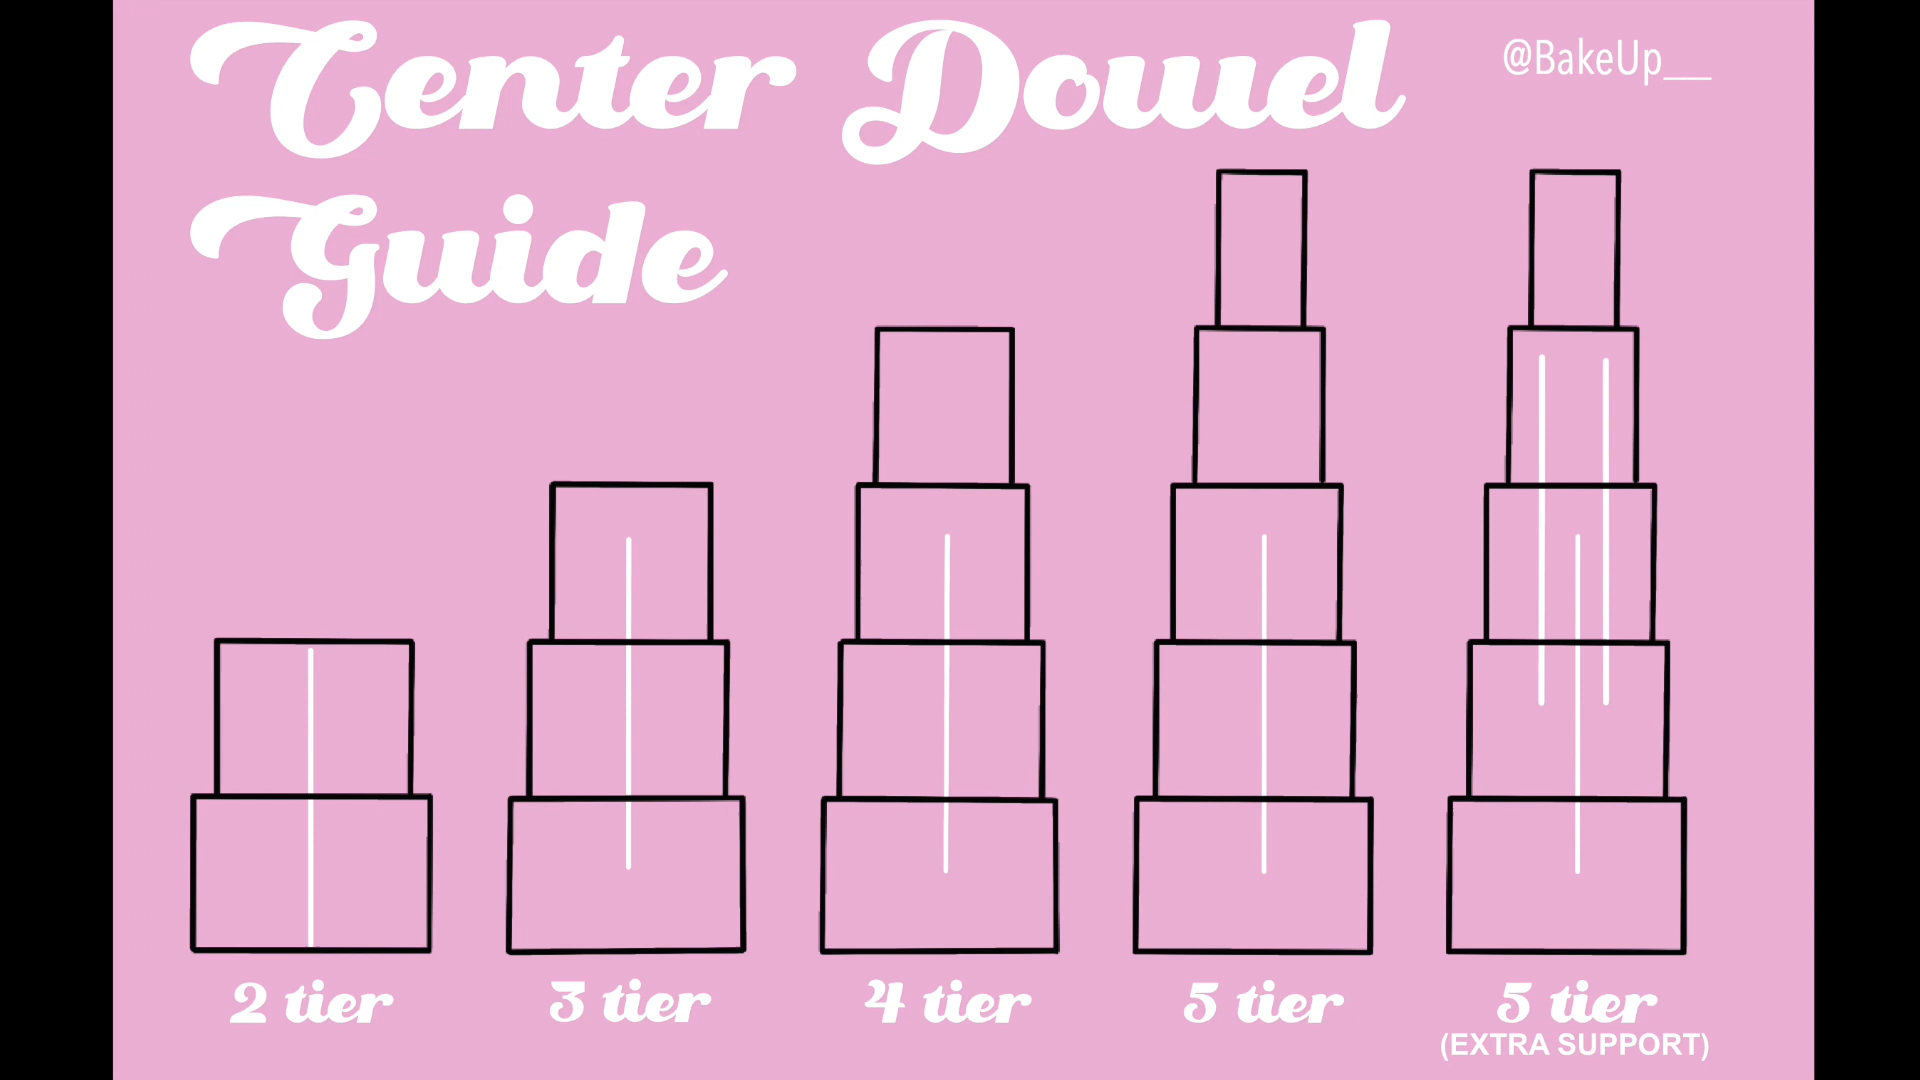 Center Dowel
@BakeUp__
Guide
2 tier
3 tier
4 tier
5 tier
5 tier
(EXTRA SUPPORT)